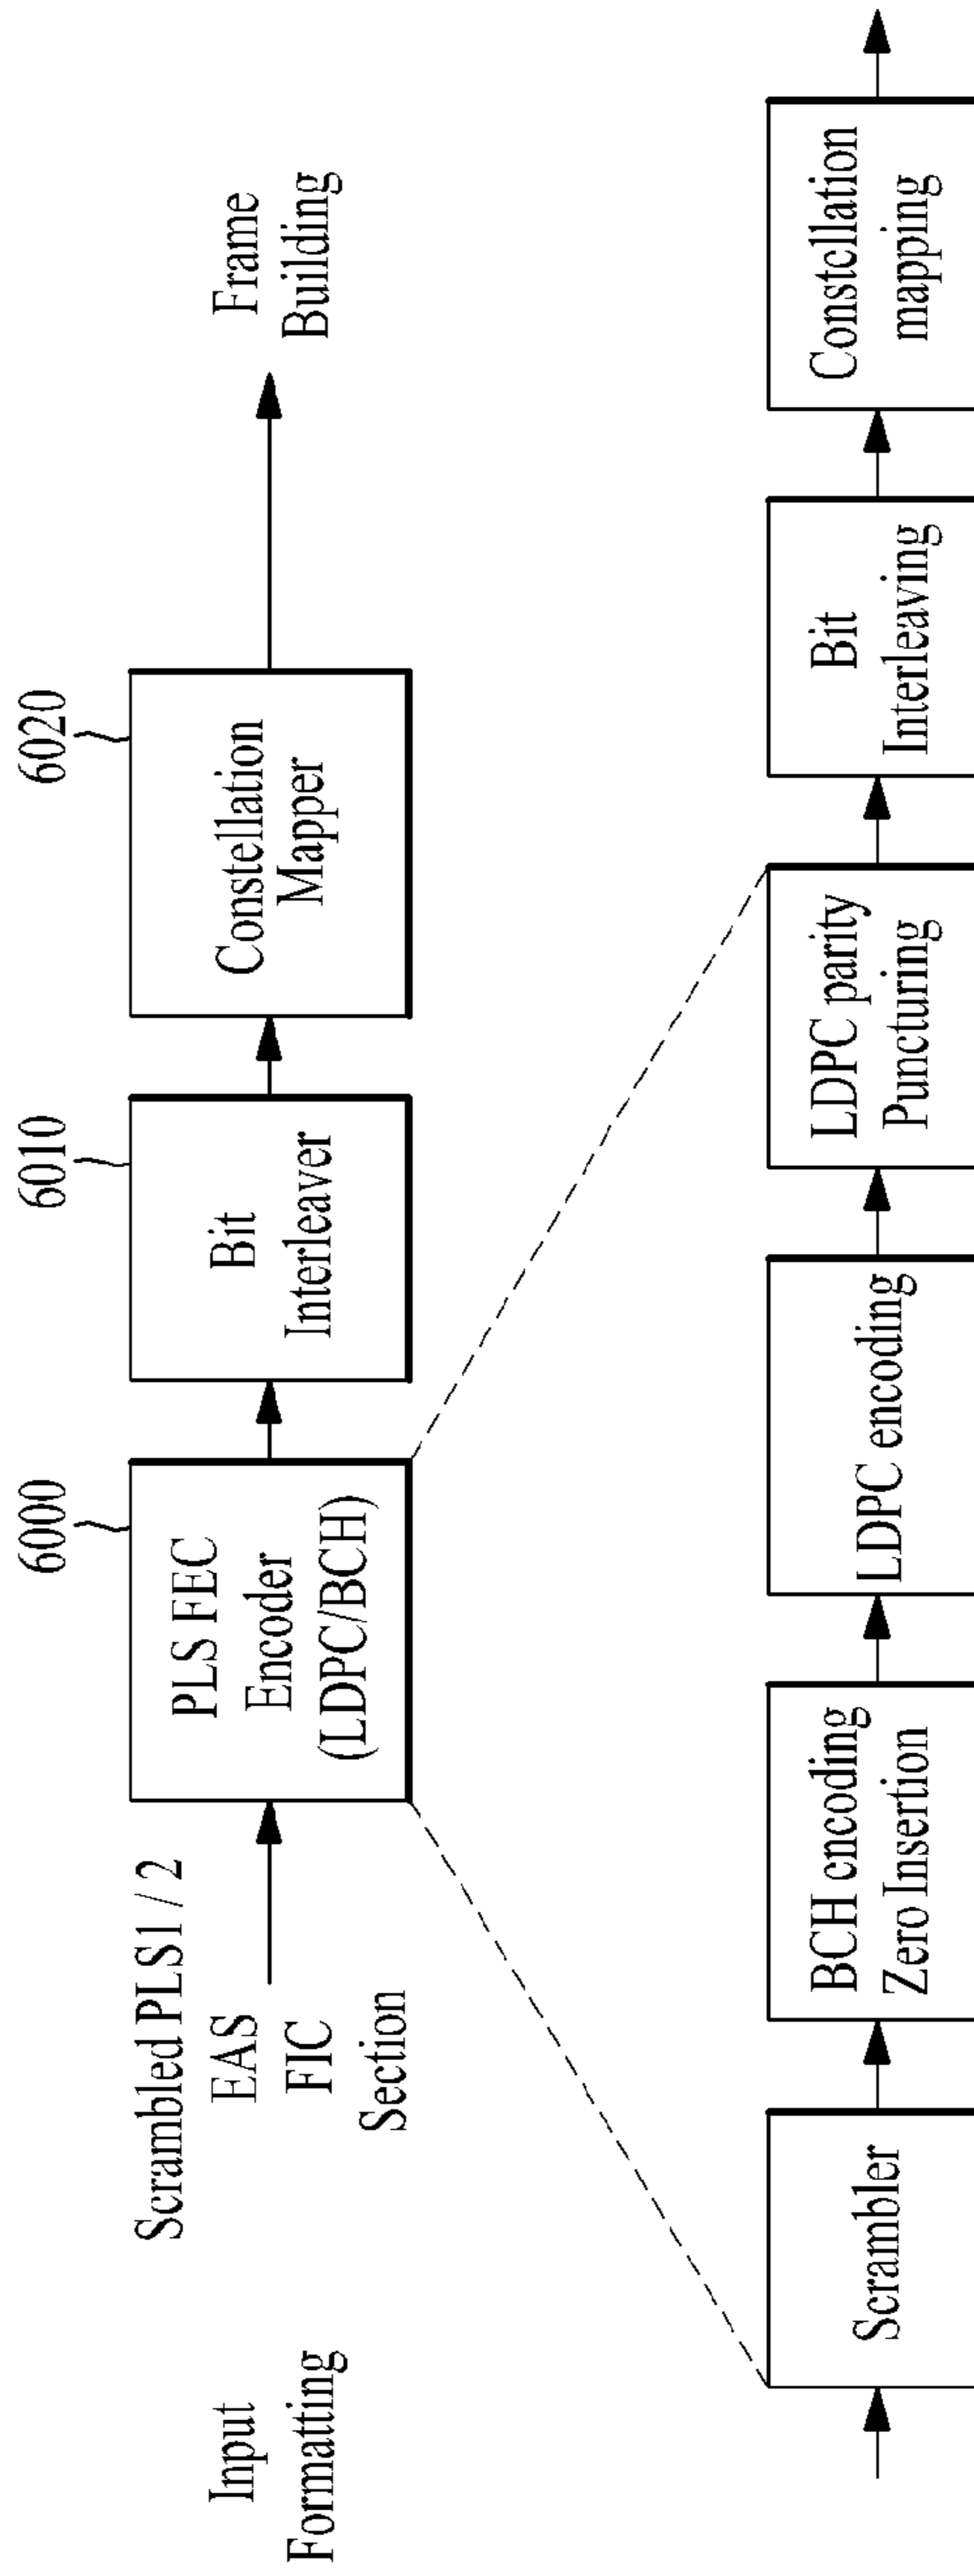 Input
Formatting
Scrambled PLS1 / 2
EAS
FIC
Section
6000
PLS FEC
Encoder
(LDPC/BCH)
6010
Bit
Interleaver
6020
Constellation
Mapper
Frame
Building
Scrambler
BCH encoding
Zero Insertion
LDPC encoding
LDPC parity
Puncturing
Bit
Interleaving
Constellation
mapping